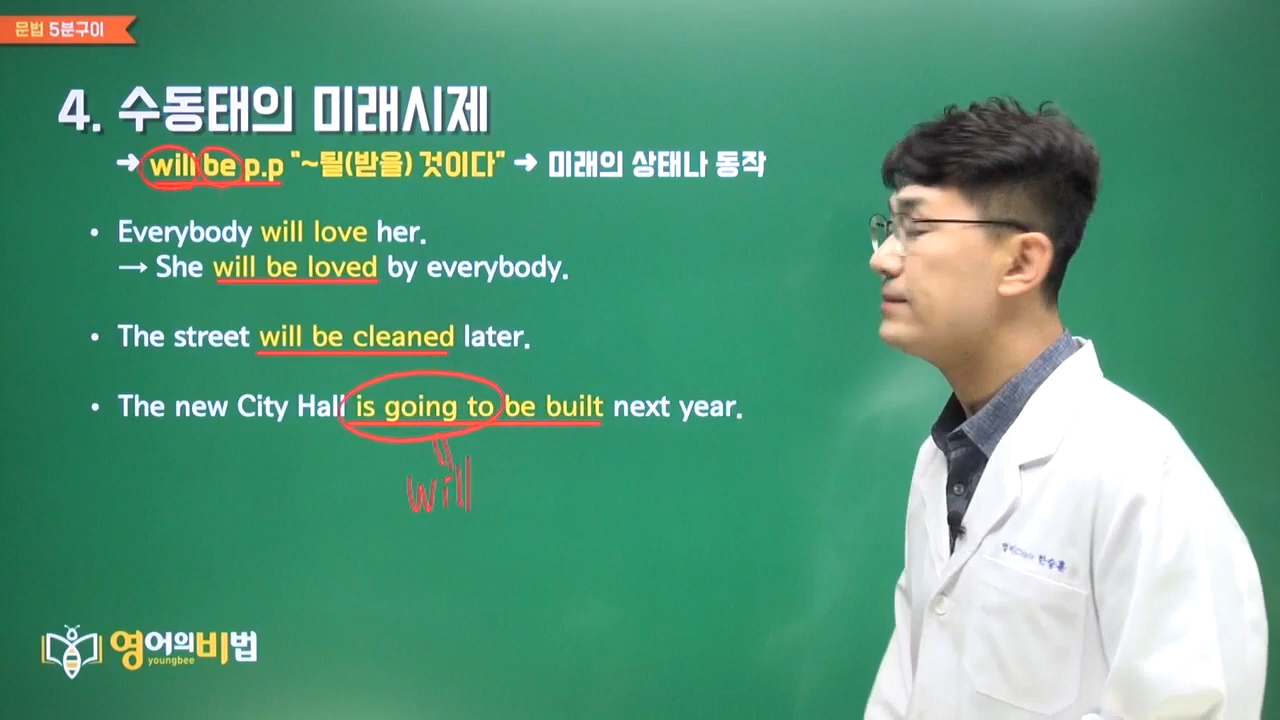 문법 5분구이
4. 수동태의 미래시제
➜ will be p.p "~될(받을) 것이다" ➜ 미래의 상태나 동작
• Everybody will love her.
→ She will be loved by everybody.
• The street will be cleaned later.
• The new City Hall is going to be built next year.
will
영어의비법
youngbee